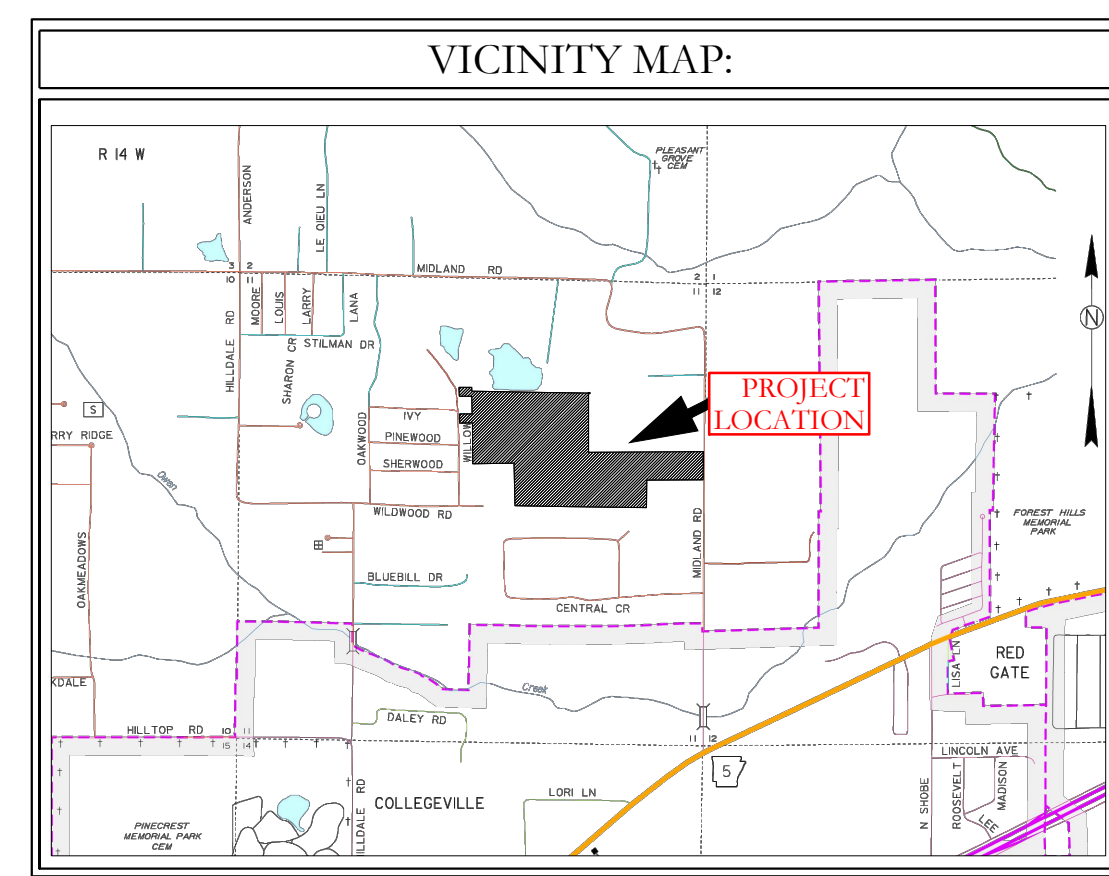 VICINITY MAP:
R 14 W
PLEASANT
GROVE
CEM
ANDERSON
LE QIEU LN
3 2
10 11
MIDLAND RD
2 1
11 12
MOORE
LOUIS
LARRY
LANA
HILLDALE RD
STILMAN DR
SHARON CR
N
PROJECT
LOCATION
S
IVY
PINEWOOD
SHERWOOD
OAKWOOD
WILLOW
RRY RIDGE
Owen
WILDWOOD RD
MIDLAND RD
FOREST HILLS
MEMORIAL
PARK
OAKMEADOWS
BLUEBILL DR
CENTRAL CR
LISA LN
RED
GATE
KDALE
Creek
DALEY RD
HILLTOP RD
10 11
15 14
11 12
5
LINCOLN AVE
N SHOBE
ROOSEVELT
MADISON
LEE
LORI LN
COLLEGEVILLE
ILLDALE RD
PINECREST
MEMORIAL PARK
CEM